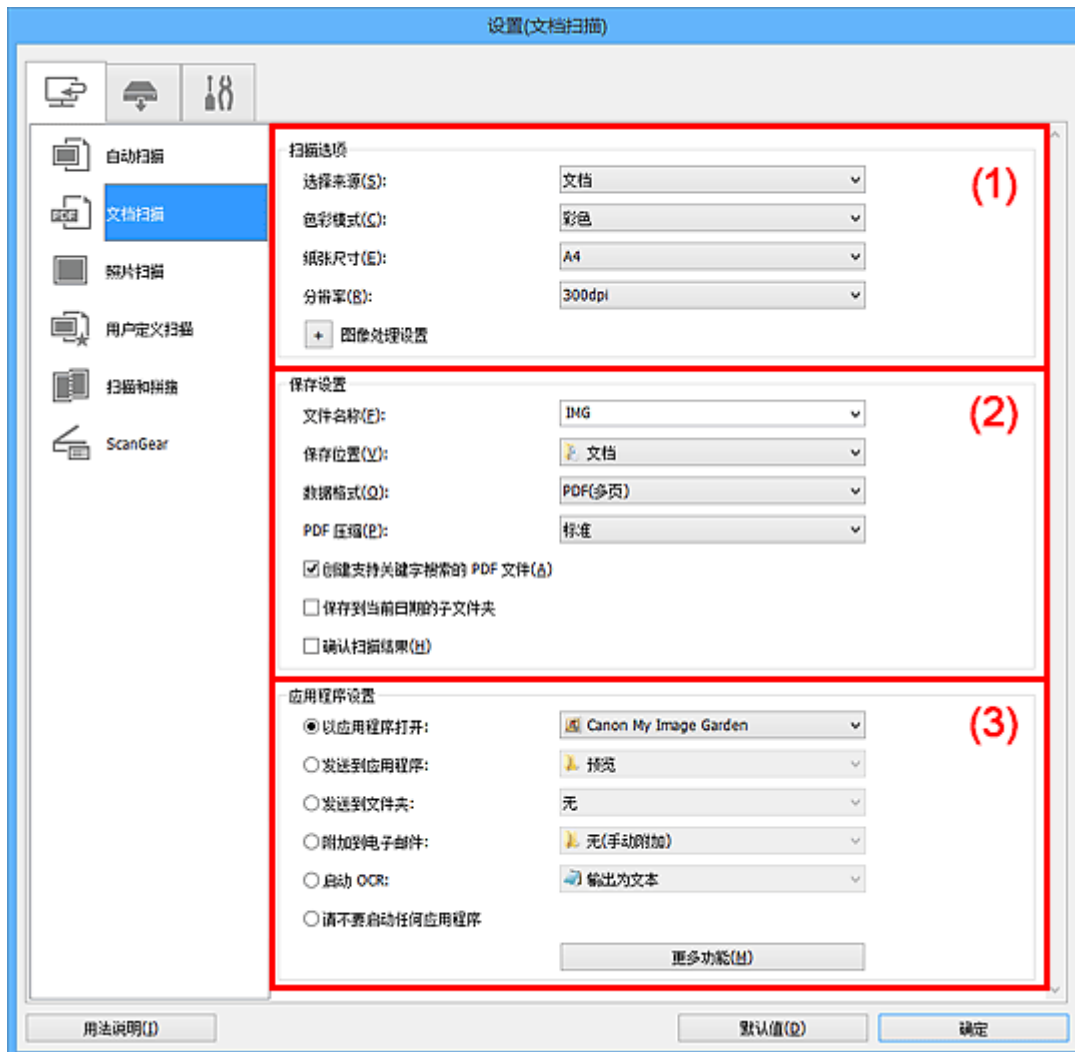 设置(文档扫描)
自动扫描
文档扫描
照片扫描
用户定义扫描
扫描和拼接
ScanGear
扫描选项
(1)
选择来源(S): 文档
色彩模式(C): 彩色
纸张尺寸(E): A4
分辨率(R): 300dpi
+ 图像处理设置
保存设置
(2)
文件名称(F): IMG
保存位置(V): 文档
数据格式(O): PDF(多页)
PDF 压缩(P): 标准
创建支持关键字搜索的 PDF 文件(A)
保存到当前日期的子文件夹
确认扫描结果(H)
应用程序设置
(3)
以应用程序打开: Canon My Image Garden
发送到应用程序: 预览
发送到文件夹: 无
附加到电子邮件: 无(手动附加)
启动 OCR: 输出为文本
请不要启动任何应用程序
更多功能(M)
用法说明(I) 默认值(D) 确定
PDF